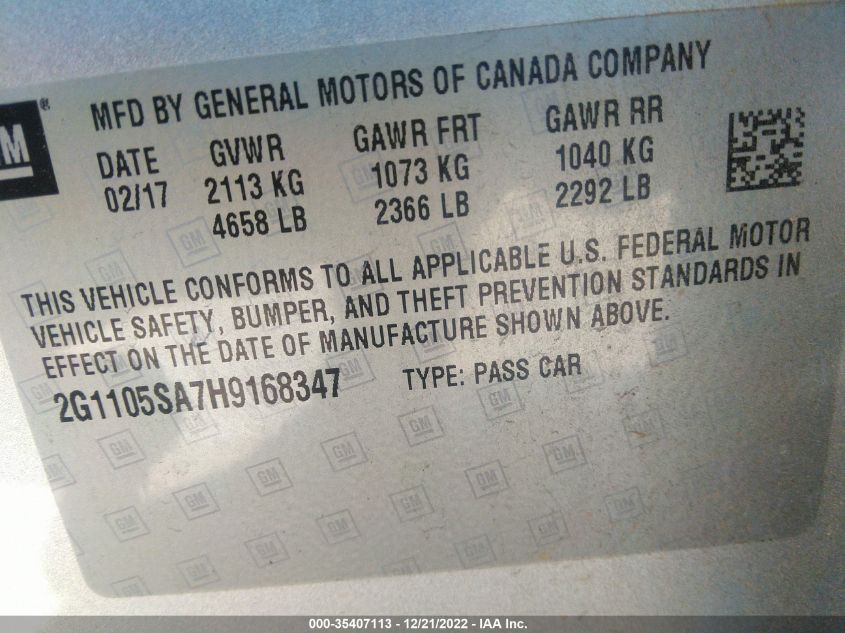 GM®
MFD BY GENERAL MOTORS OF CANADA COMPANY
DATE GVWR GAWR FRT GAWR RR
02/17 2113 KG 1073 KG 1040 KG
4658 LB 2366 LB 2292 LB
THIS VEHICLE CONFORMS TO ALL APPLICABLE U.S. FEDERAL MOTOR
VEHICLE SAFETY, BUMPER, AND THEFT PREVENTION STANDARDS IN
EFFECT ON THE DATE OF MANUFACTURE SHOWN ABOVE.
2G1105SA7H9168347 TYPE: PASS CAR
000-35407113 - 12/21/2022 - IAA Inc.